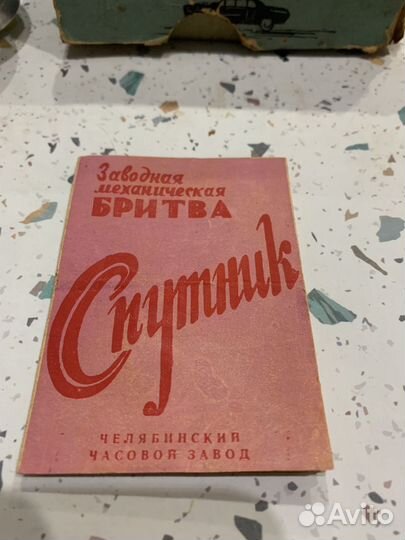 Заводная
механическая
БРИТВА
Спутник
ЧЕЛЯБИНСКИЙ
ЧАСОВОЙ ЗАВОД
Avito